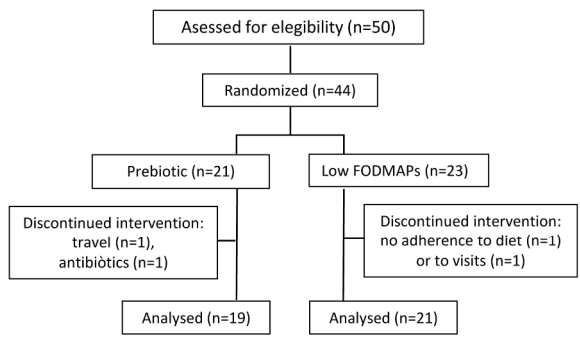 Asessed for elegibility (n=50)
Randomized (n=44)
Prebiotic (n=21)
Low FODMAPs (n=23)
Discontinued intervention:
travel (n=1),
antibiòtics (n=1)
Discontinued intervention:
no adherence to diet (n=1)
or to visits (n=1)
Analysed (n=19)
Analysed (n=21)